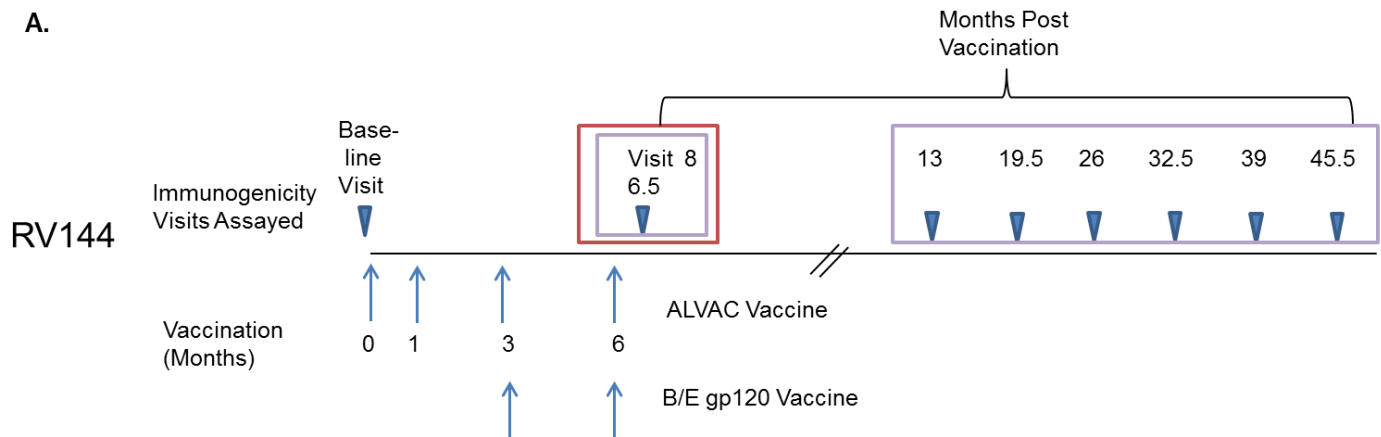 A.
Months Post
Vaccination
Base-
line
Visit
Visit 8
6.5
13 19.5 26 32.5 39 45.5
Immunogenicity
Visits Assayed
RV144
ALVAC Vaccine
Vaccination
(Months)
0 1 3 6
B/E gp120 Vaccine